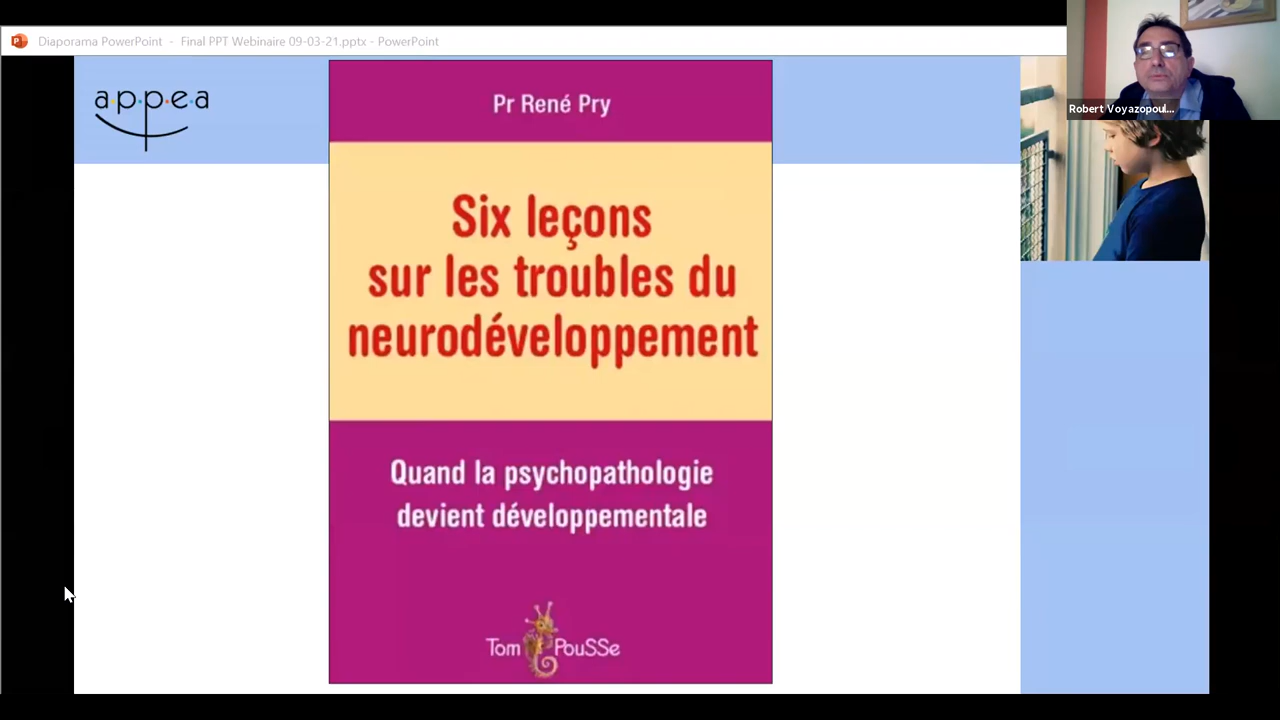 Diaporama PowerPoint - Final PPT Webinaire 09-03-21.pptx - PowerPoint
Robert Voyazopoul...
appea
Pr René Pry
Six leçons
sur les troubles du
neurodéveloppement
Quand la psychopathologie
devient développementale
Tom PouSSe